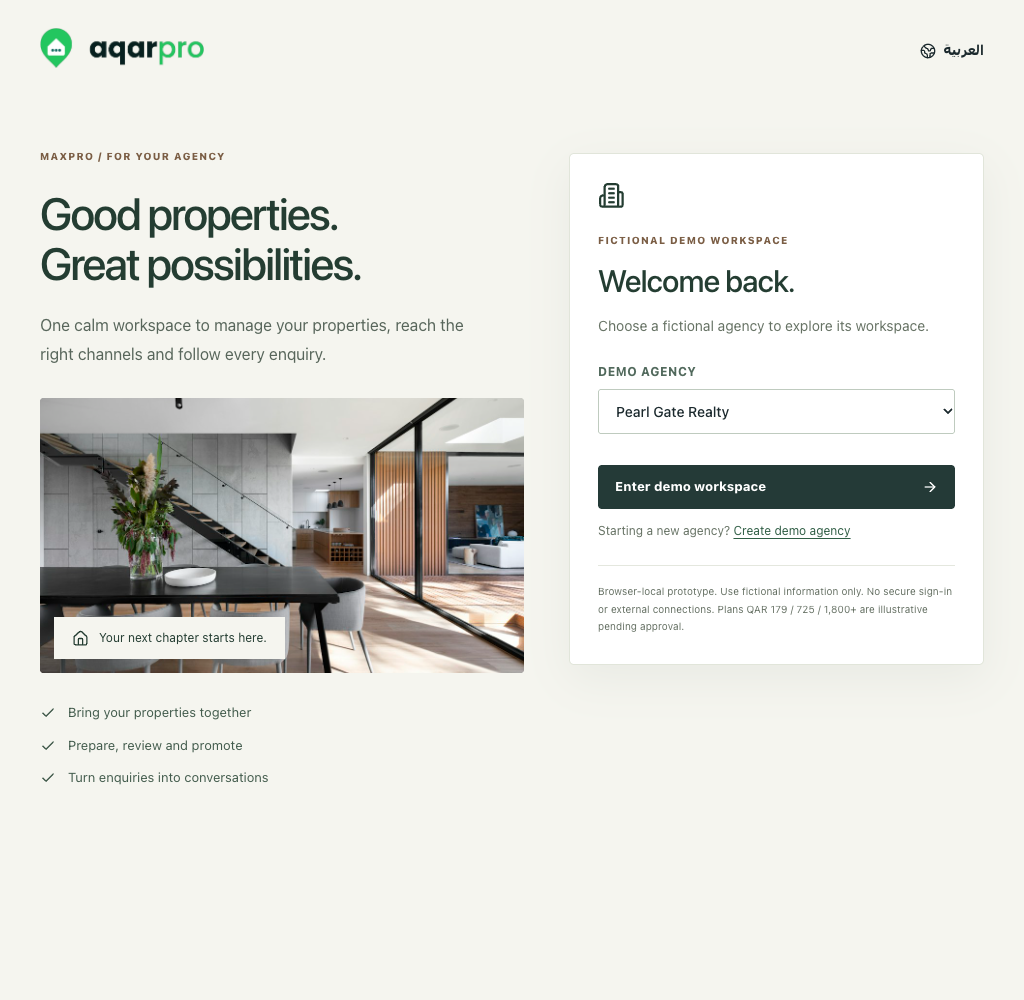 aqarpro
العربية
MAXPRO / FOR YOUR AGENCY
Good properties.
Great possibilities.
One calm workspace to manage your properties, reach the
right channels and follow every enquiry.
Your next chapter starts here.
Bring your properties together
Prepare, review and promote
Turn enquiries into conversations
FICTIONAL DEMO WORKSPACE
Welcome back.
Choose a fictional agency to explore its workspace.
DEMO AGENCY
Pearl Gate Realty
Enter demo workspace
Starting a new agency? Create demo agency
Browser-local prototype. Use fictional information only. No secure sign-in
or external connections. Plans QAR 179 / 725 / 1,800+ are illustrative
pending approval.